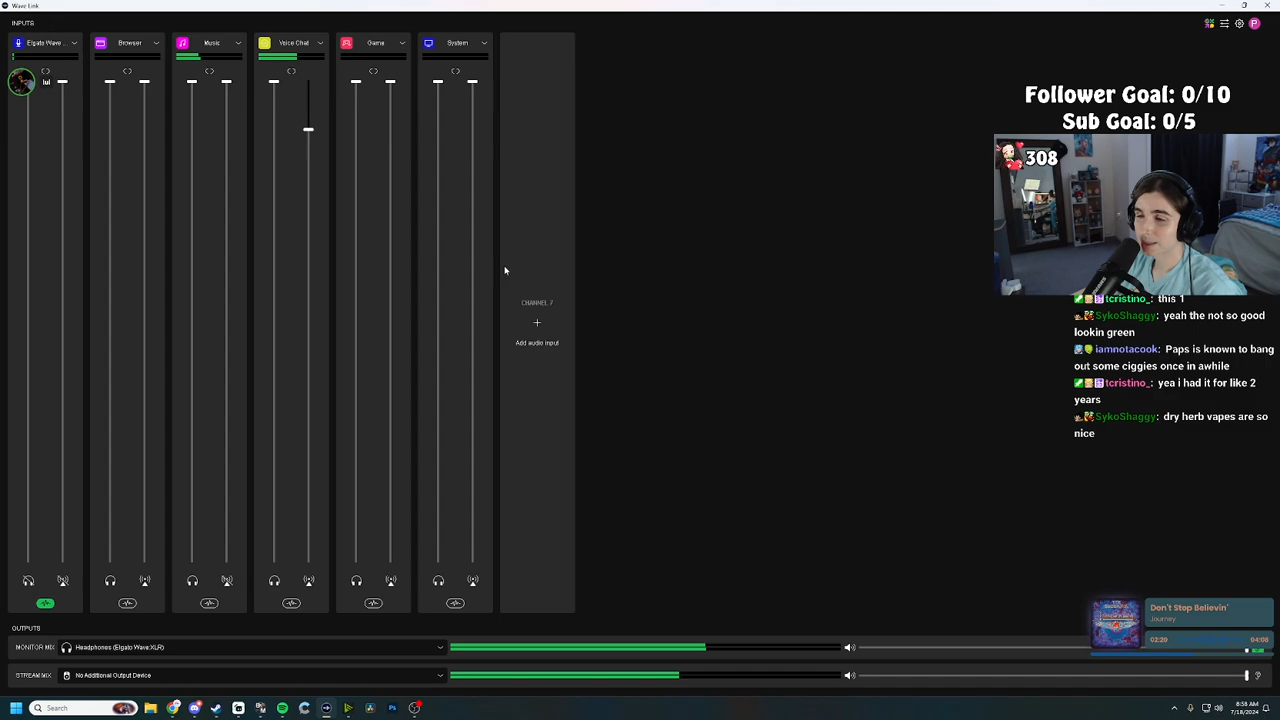 Wave Link
INPUTS
Elgato Wave ...
Browser
Music
Voice Chat
Game
System
CHANNEL 7
Add audio input
Follower Goal: 0/10
Sub Goal: 0/5
308
tcristino_: this 1
SykoShaggy: yeah the not so good
lookin green
iamnotacook: Paps is known to bang
out some ciggies once in awhile
tcristino_: yea i had it for like 2
years
SykoShaggy: dry herb vapes are so
nice
Don't Stop Believin'
Journey
02:20
04:08
OUTPUTS
MONITOR MIX
Headphones (Elgato Wave:XLR)
STREAM MIX
No Additional Output Device
Search
8:58 AM
7/18/2024